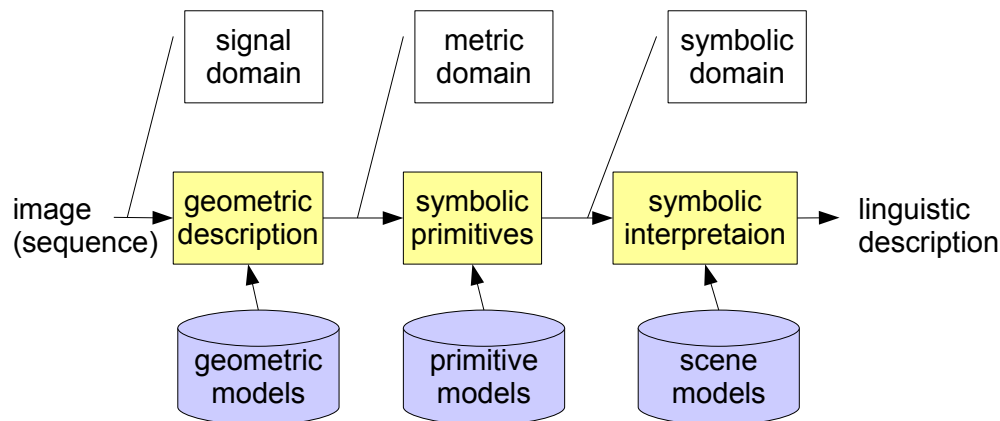 signal
domain
metric
domain
symbolic
domain
image
(sequence)
geometric
description
symbolic
primitives
symbolic
interpretaion
linguistic
description
geometric
models
primitive
models
scene
models